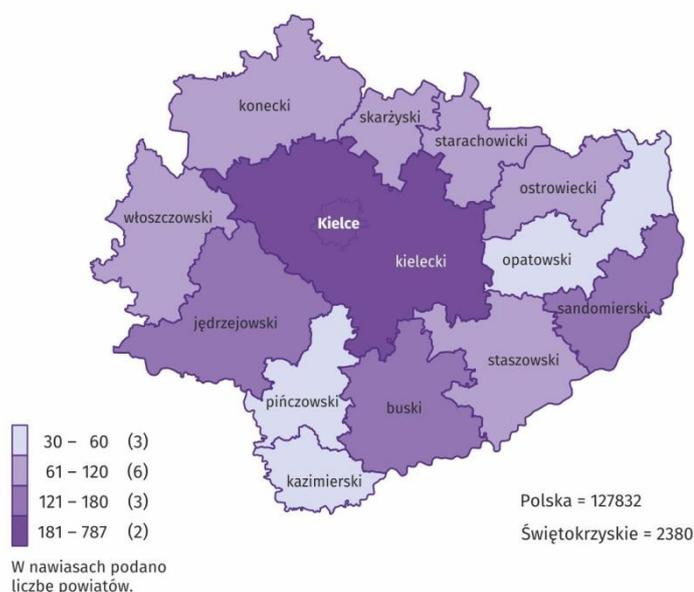 konecki
skarżyski
starachowicki
ostrowiecki
włoszczowski
Kielce
kielecki
opatowski
sandomierski
jędrzejowski
staszowski
pińczowski
buski
kazimierski
30 – 60 (3)
61 – 120 (6)
121 – 180 (3)
181 – 787 (2)
W nawiasach podano
liczbę powiatów.
Polska = 127832
Świętokrzyskie = 2380